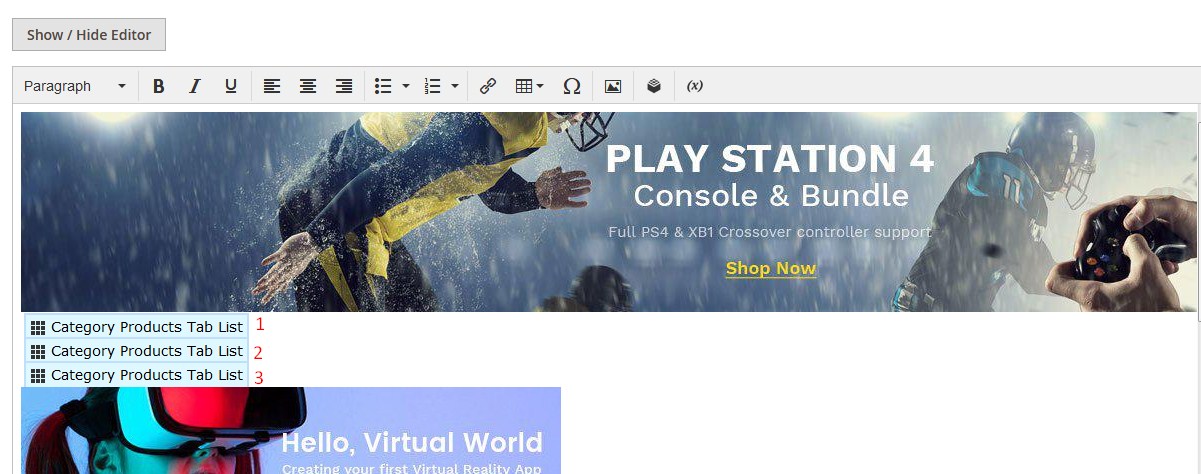 Show / Hide Editor
Paragraph B I U Ω (x)
PLAY STATION 4
Console & Bundle
Full PS4 & XB1 Crossover controller support
Shop Now
11
Category Products Tab List 1
Category Products Tab List 2
Category Products Tab List 3
Hello, Virtual World
Creating your first Virtual Reality App